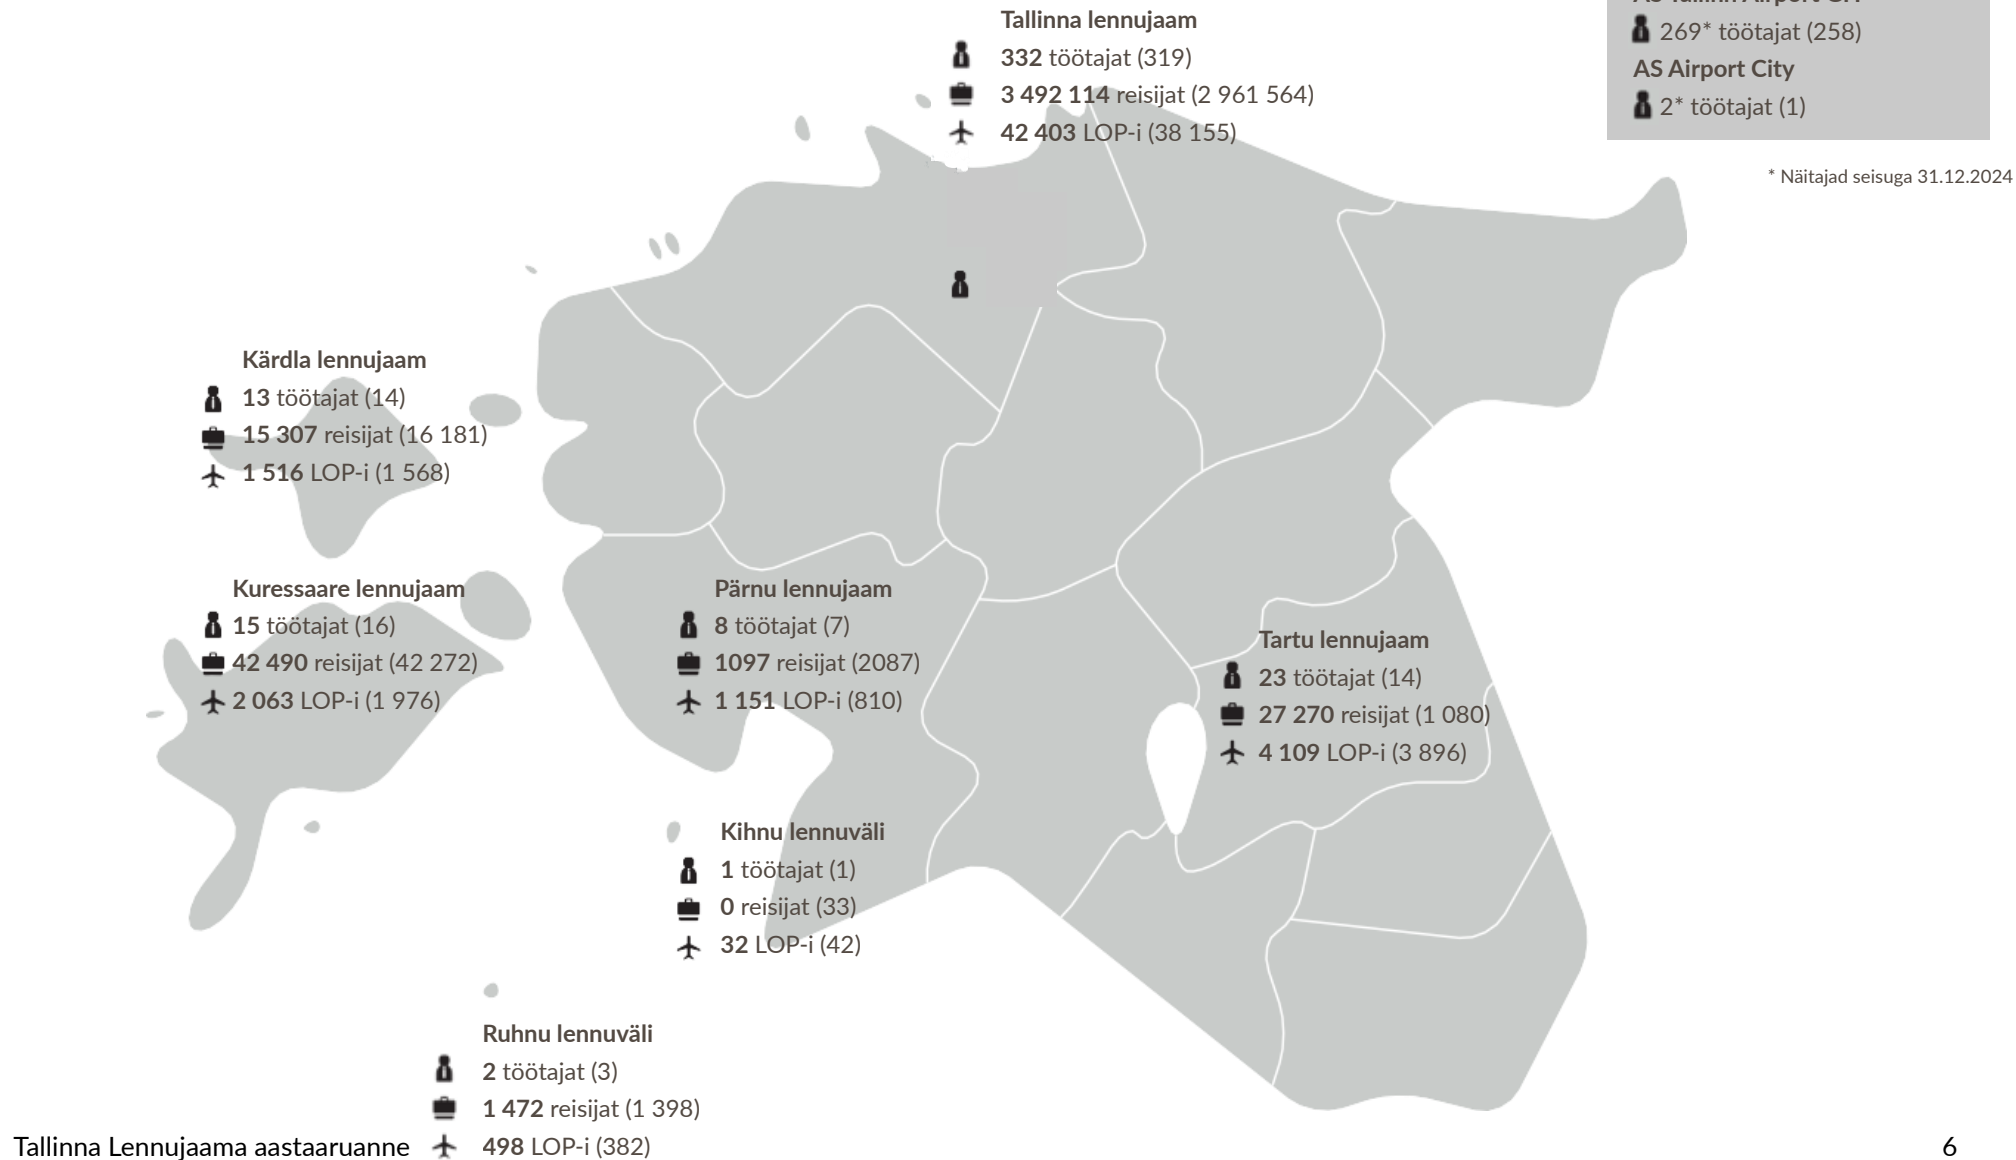 Tallinna lennujaam
332 töötajat (319)
3 492 114 reisijat (2 961 564)
42 403 LOP-i (38 155)
269* töötajat (258)
AS Airport City
2* töötajat (1)
* Näitajad seisuga 31.12.2024
Kärdla lennujaam
13 töötajat (14)
15 307 reisijat (16 181)
1 516 LOP-i (1 568)
Kuressaare lennujaam
15 töötajat (16)
42 490 reisijat (42 272)
2 063 LOP-i (1 976)
Pärnu lennujaam
8 töötajat (7)
1097 reisijat (2087)
1 151 LOP-i (810)
Tartu lennujaam
23 töötajat (14)
27 270 reisijat (1 080)
4 109 LOP-i (3 896)
Kihnu lennuväli
1 töötajat (1)
0 reisijat (33)
32 LOP-i (42)
Ruhnu lennuväli
2 töötajat (3)
1 472 reisijat (1 398)
498 LOP-i (382)
Tallinna Lennujaama aastaaruanne
6